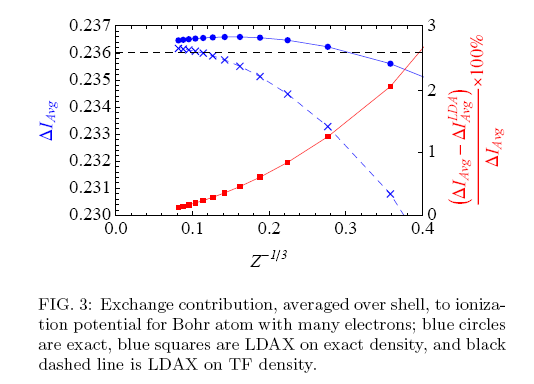 0.237
0.236
0.235
0.234
0.233
0.232
0.231
0.230
ΔI_Avg
0.0 0.1 0.2 0.3 0.4
Z^{-1/3}
3
2
1
0
(ΔI_Avg − ΔI_Avg^{LDA}) / ΔI_Avg ×100%
FIG. 3: Exchange contribution, averaged over shell, to ioniza-
tion potential for Bohr atom with many electrons; blue circles
are exact, blue squares are LDAX on exact density, and black
dashed line is LDAX on TF density.